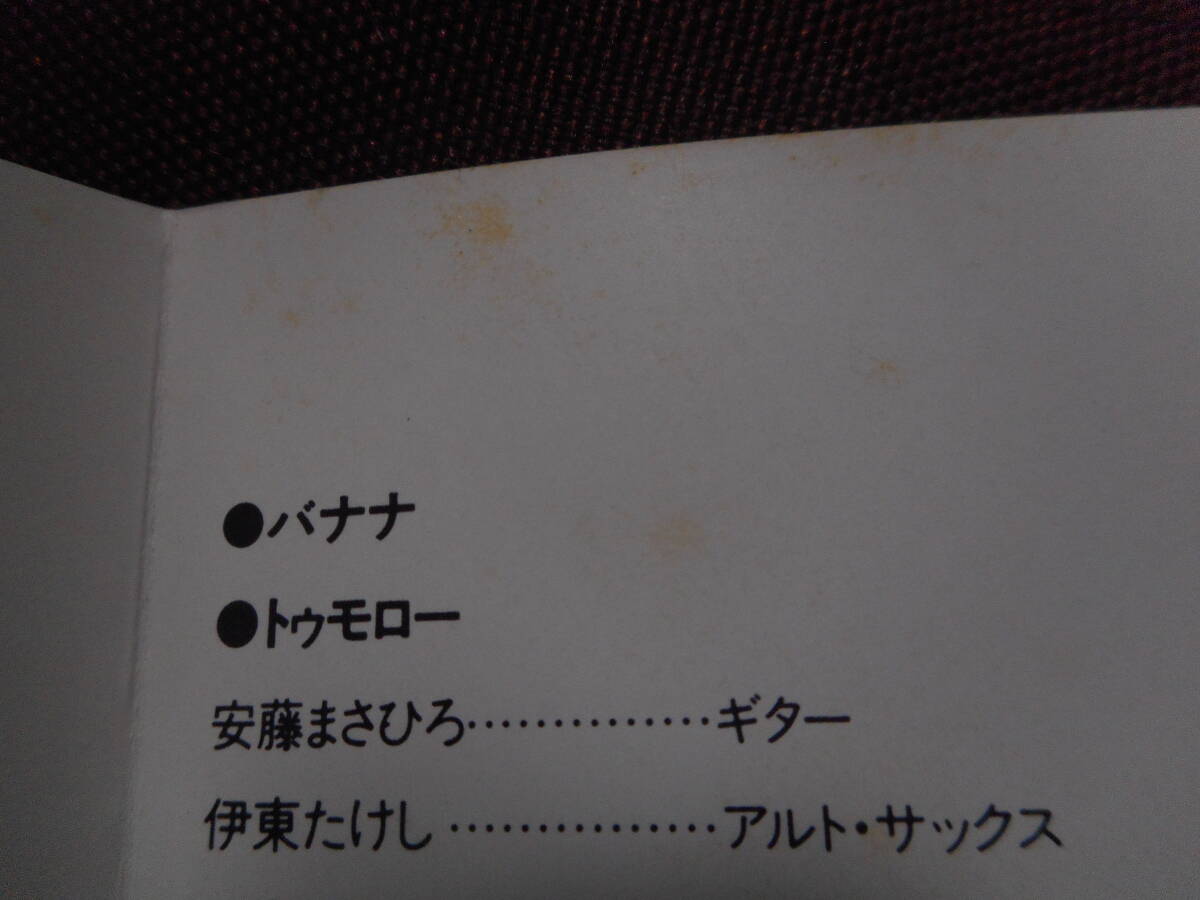 ●バナナ
●トゥモロー
安藤まさひろ‥‥‥‥‥‥‥ギター
伊東たけし‥‥‥‥‥‥‥‥アルト・サックス